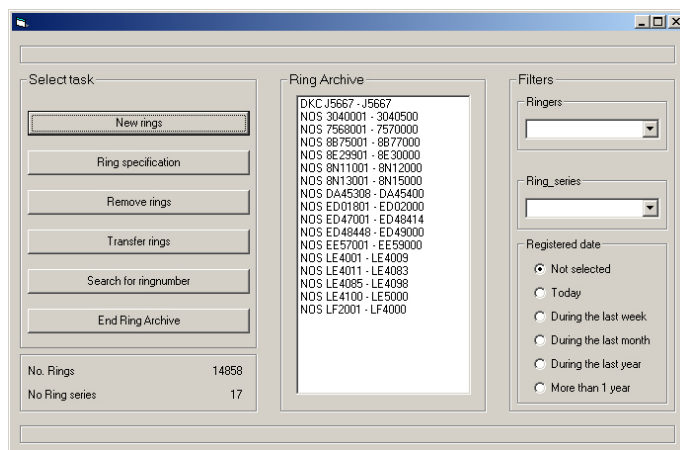 Select task
New rings
Ring specification
Remove rings
Transfer rings
Search for ringnumber
End Ring Archive
No. Rings 14858
No Ring series 17
Ring Archive
DKC J5667 - J5667
NOS 3040001 - 3040500
NOS 7568001 - 7570000
NOS 8B75001 - 8B77000
NOS 8E29901 - 8E30000
NOS 8N11001 - 8N12000
NOS 8N13001 - 8N15000
NOS DA45308 - DA45400
NOS ED01801 - ED02000
NOS ED47001 - ED48414
NOS ED48448 - ED49000
NOS EE57001 - EE59000
NOS LE4001 - LE4009
NOS LE4011 - LE4083
NOS LE4085 - LE4098
NOS LE4100 - LE5000
NOS LF2001 - LF4000
Filters
Ringers
Ring_series
Registered date
Not selected
Today
During the last week
During the last month
During the last year
More than 1 year